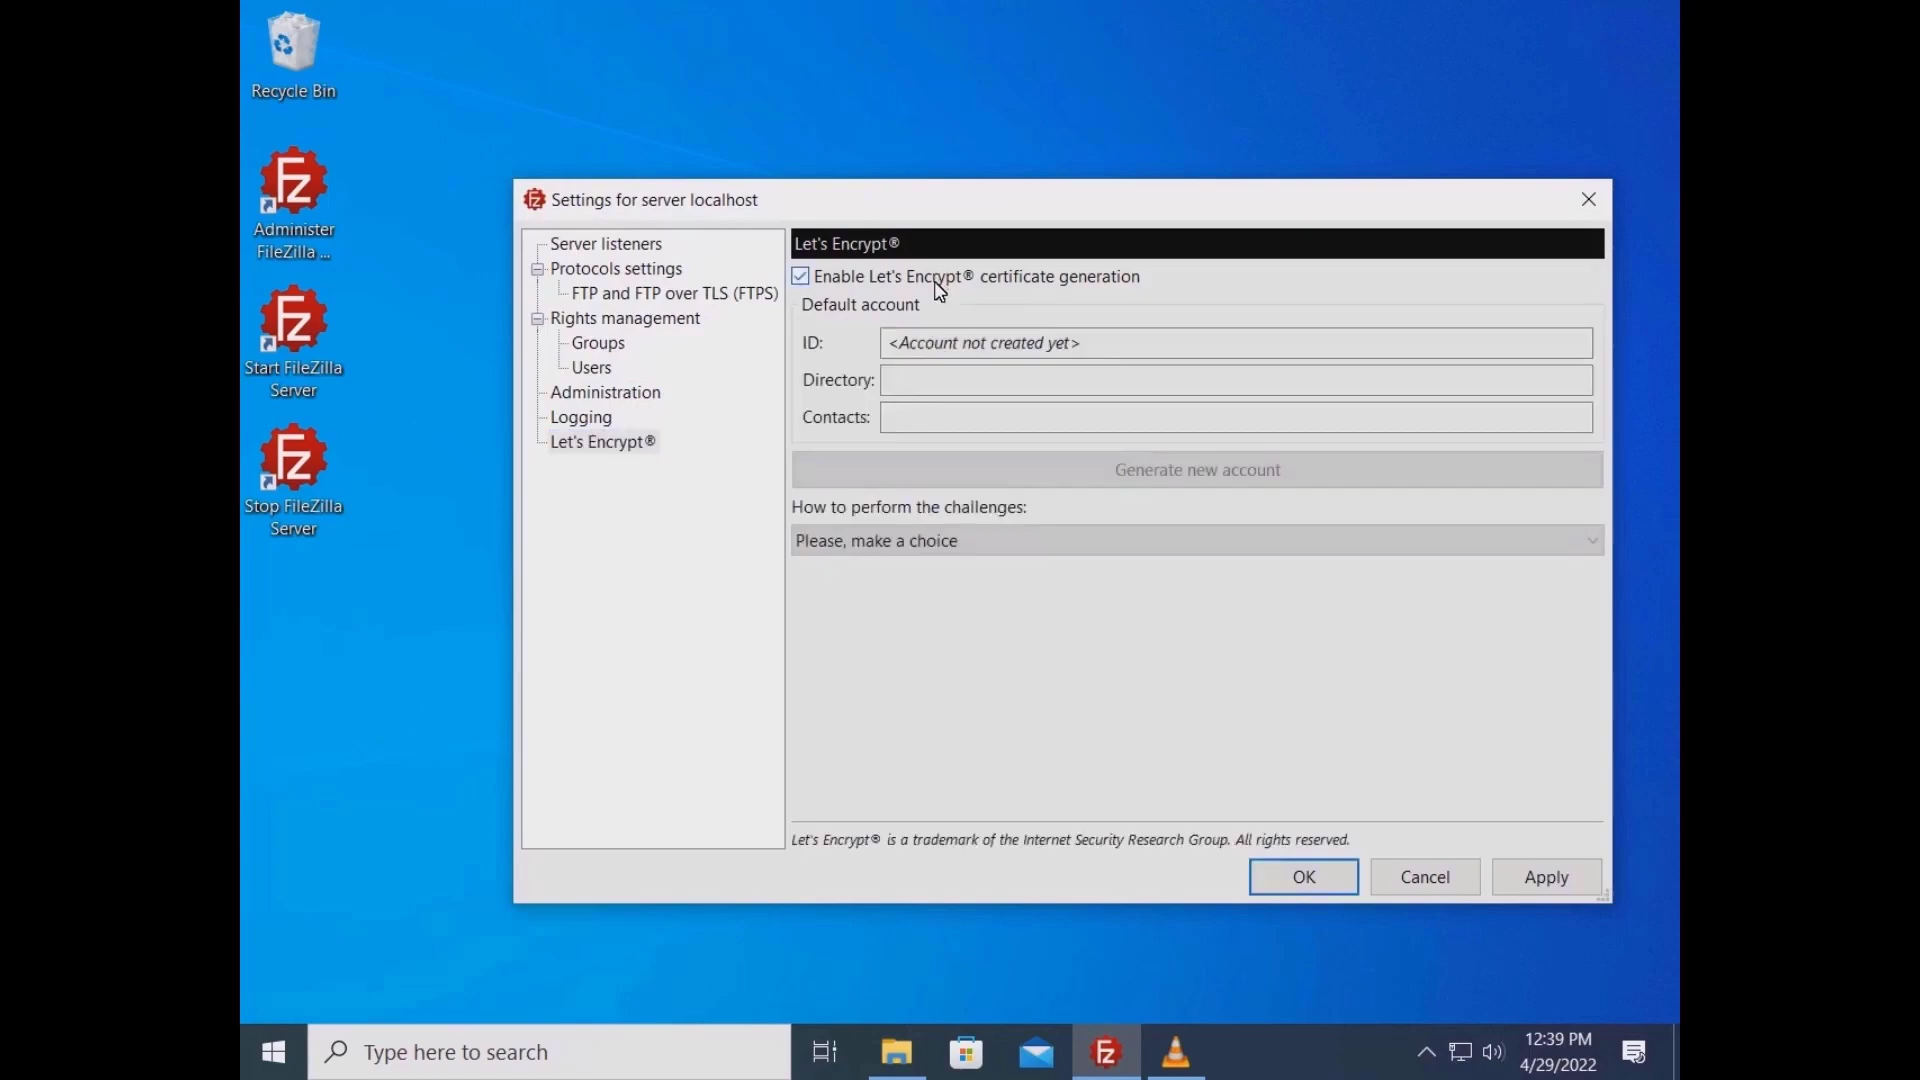 Recycle Bin
Administer
FileZilla ...
Start FileZilla
Server
Stop FileZilla
Server
Settings for server localhost
Server listeners
Protocols settings
FTP and FTP over TLS (FTPS)
Rights management
Groups
Users
Administration
Logging
Let's Encrypt®
Let's Encrypt®
Enable Let's Encrypt® certificate generation
Default account
ID: <Account not created yet>
Directory:
Contacts:
Generate new account
How to perform the challenges:
Please, make a choice
Let's Encrypt® is a trademark of the Internet Security Research Group. All rights reserved.
OK Cancel Apply
Type here to search
12:39 PM
4/29/2022